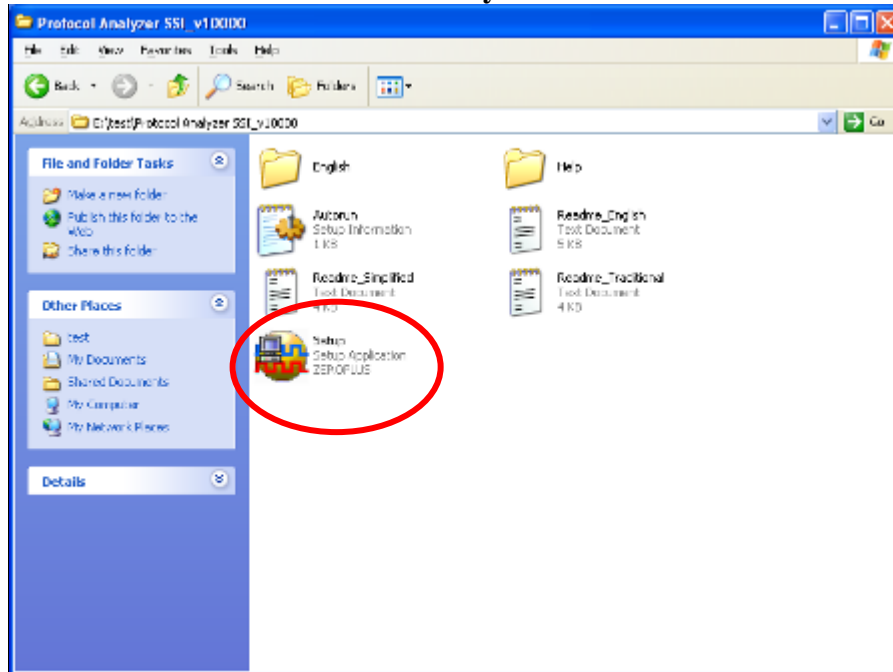 Protocol Analyzer SSI_v10000
File Edit View Favorites Tools Help
Back Search Folders
Address E:\test\Protocol Analyzer SSI_v10000 Go
File and Folder Tasks
Make a new folder
Publish this folder to the
Web
Share this folder
Other Places
test
My Documents
Shared Documents
My Computer
My Network Places
Details
English
Help
Autorun
Setup Information
1 KB
Readme_English
Text Document
5 KB
Readme_Simplified
Text Document
4 KB
Readme_Traditional
Text Document
4 KB
Setup
Setup Application
ZEROPLUS